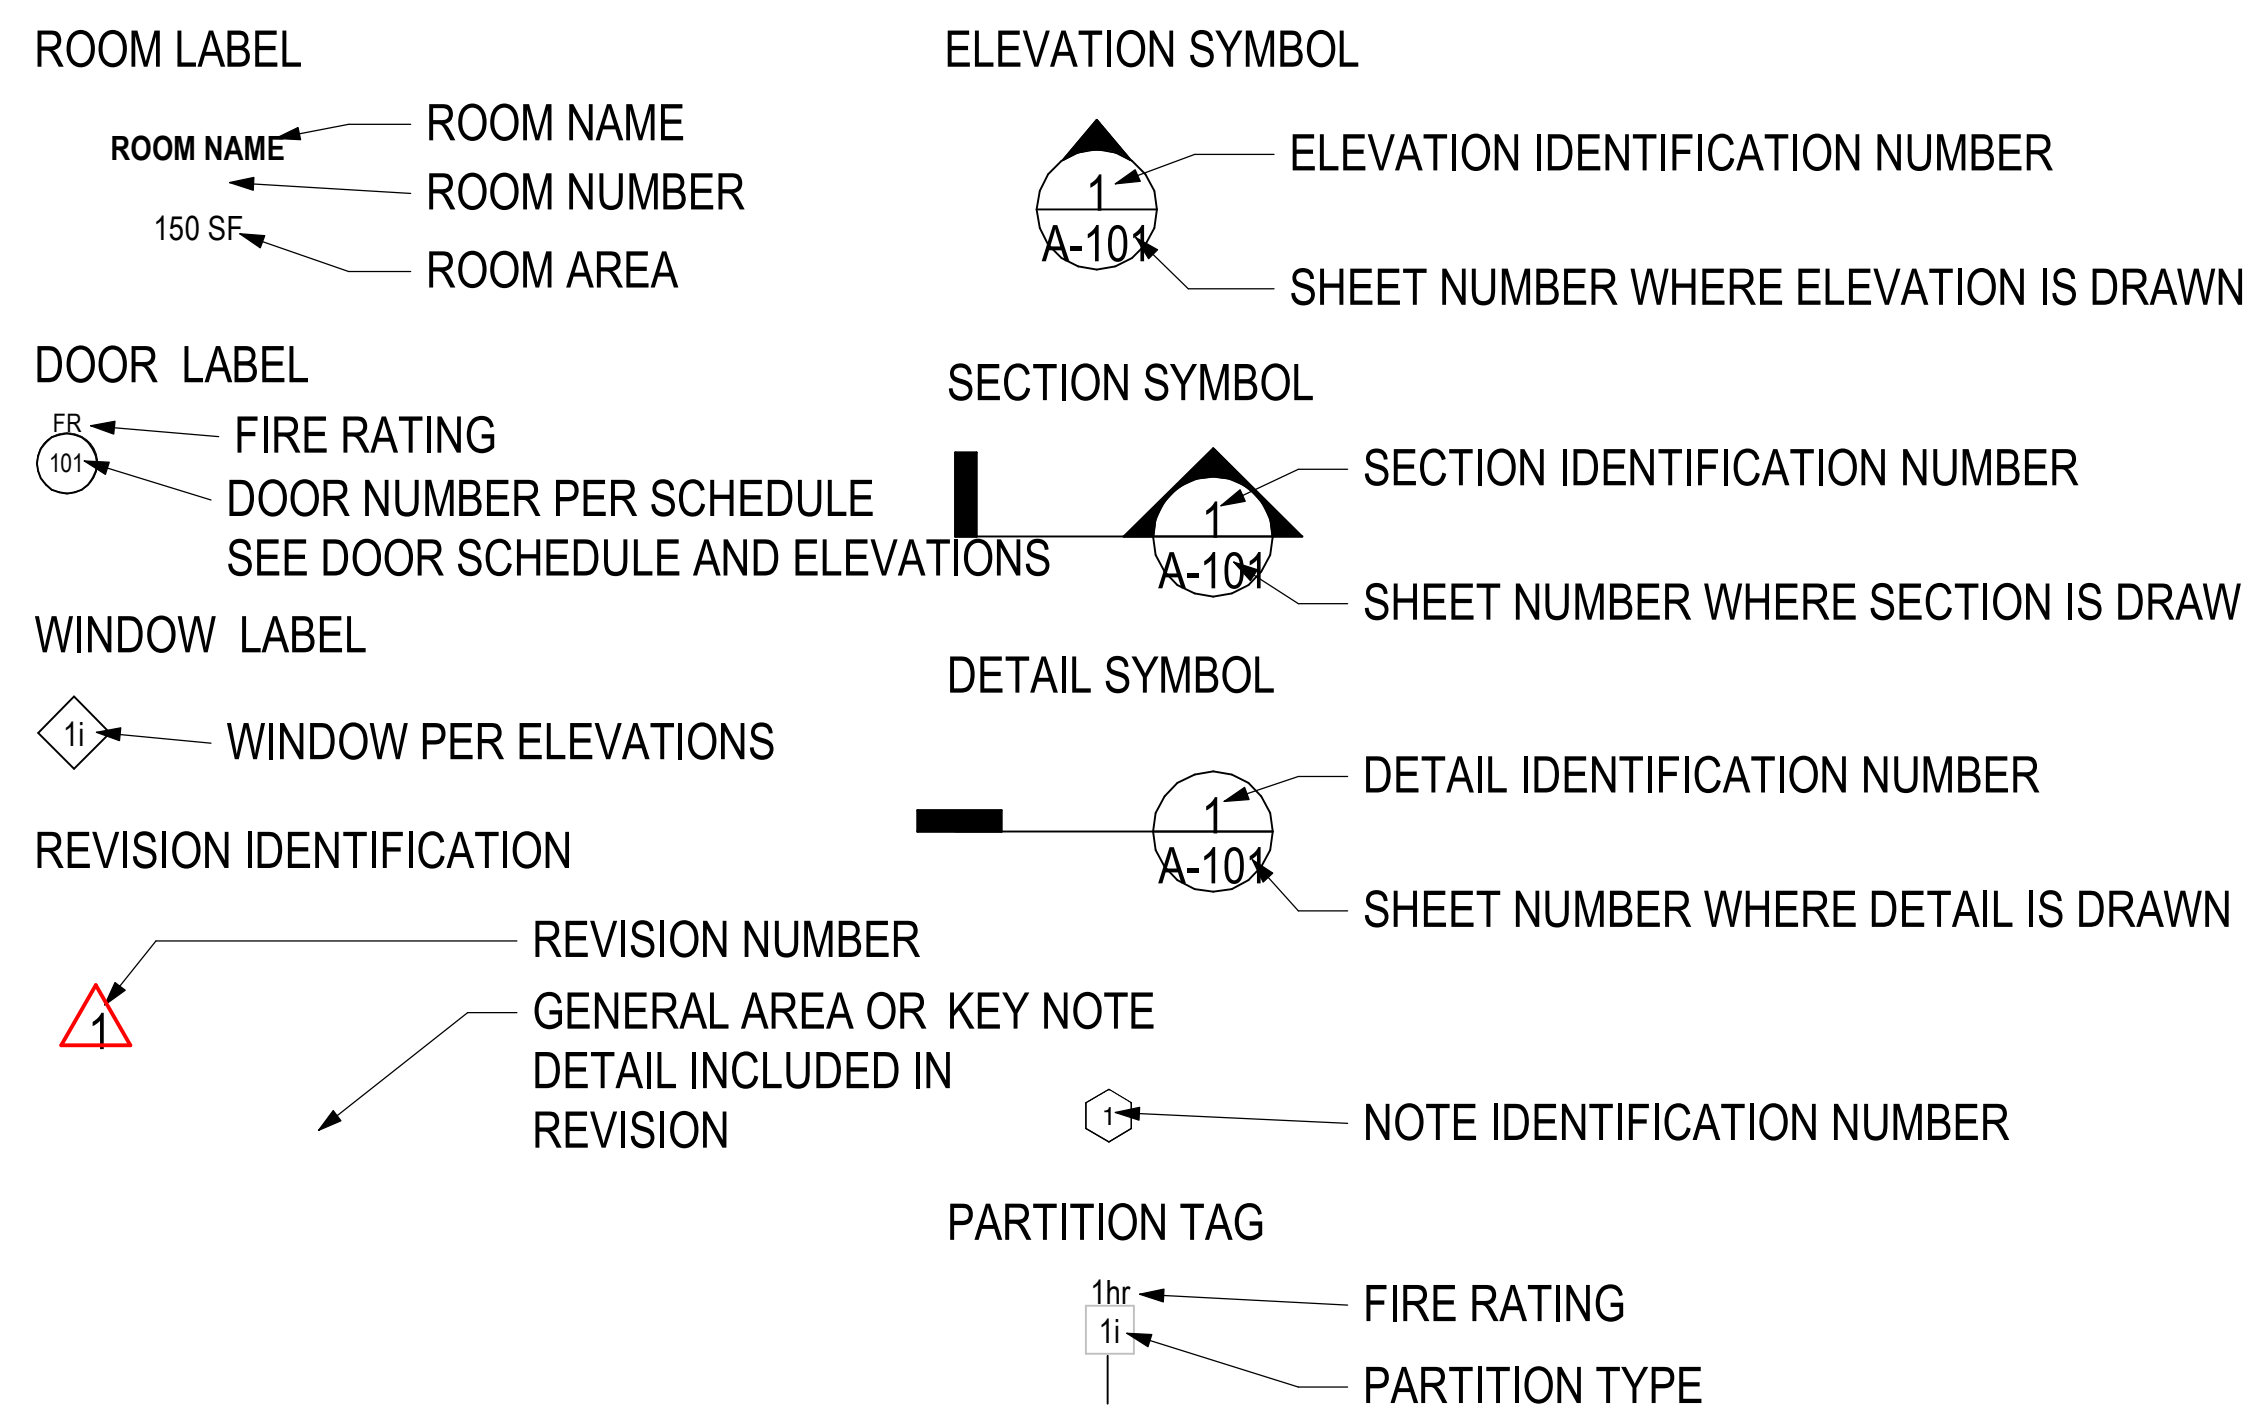 ROOM LABEL
ROOM NAME
ROOM NAME
ROOM NUMBER
150 SF
ROOM AREA
DOOR LABEL
FR
FIRE RATING
101
DOOR NUMBER PER SCHEDULE
SEE DOOR SCHEDULE AND ELEVATIONS
WINDOW LABEL
1i
WINDOW PER ELEVATIONS
REVISION IDENTIFICATION
REVISION NUMBER
1
GENERAL AREA OR
DETAIL INCLUDED IN
REVISION
ELEVATION SYMBOL
ELEVATION IDENTIFICATION NUMBER
1
A-101
SHEET NUMBER WHERE ELEVATION IS DRAWN
SECTION SYMBOL
SECTION IDENTIFICATION NUMBER
1
A-101
SHEET NUMBER WHERE SECTION IS DRAW
DETAIL SYMBOL
DETAIL IDENTIFICATION NUMBER
1
A-101
SHEET NUMBER WHERE DETAIL IS DRAWN
KEY NOTE
1
NOTE IDENTIFICATION NUMBER
PARTITION TAG
1hr
FIRE RATING
1i
PARTITION TYPE